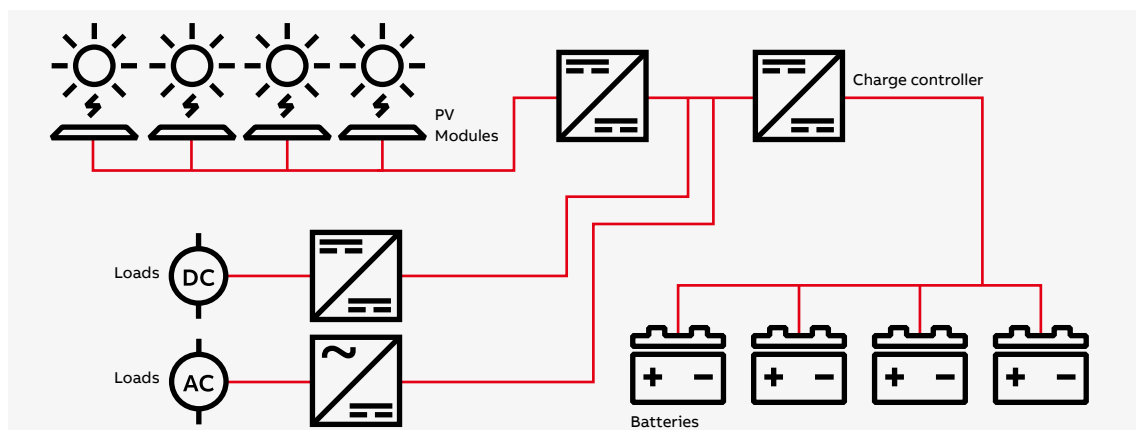 Charge controller
PV
Modules
Loads
DC
Loads
AC
Batteries